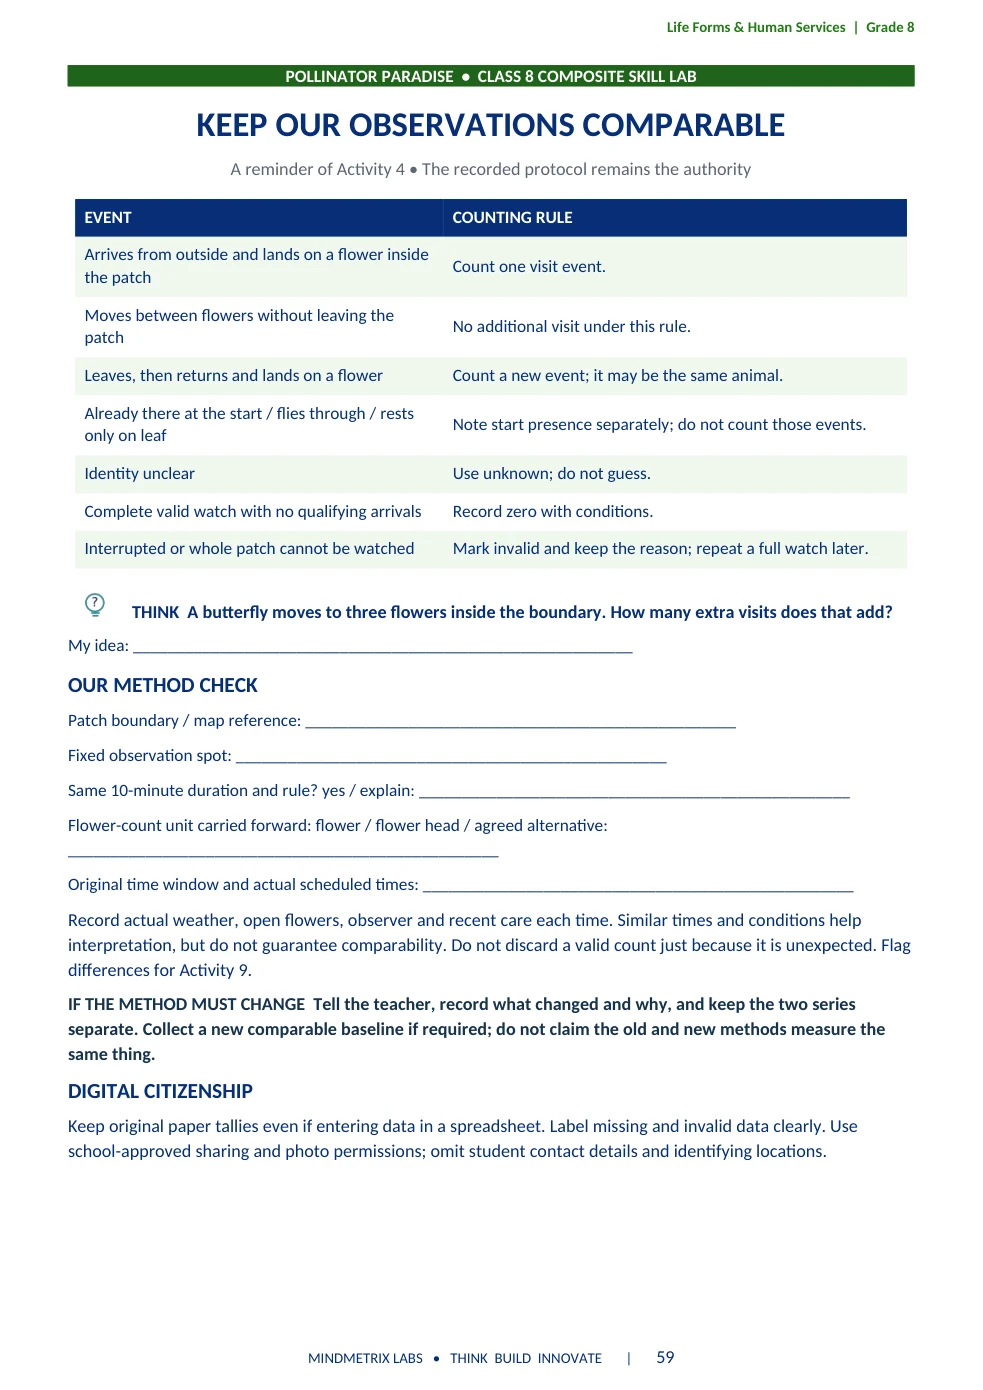 Life Forms & Human Services | Grade 8
POLLINATOR PARADISE • CLASS 8 COMPOSITE SKILL LAB
KEEP OUR OBSERVATIONS COMPARABLE
A reminder of Activity 4 • The recorded protocol remains the authority
EVENT COUNTING RULE
Arrives from outside and lands on a flower inside
the patch
Count one visit event.
Moves between flowers without leaving the
patch
No additional visit under this rule.
Leaves, then returns and lands on a flower Count a new event; it may be the same animal.
Already there at the start / flies through / rests
only on leaf
Note start presence separately; do not count those events.
Identity unclear Use unknown; do not guess.
Complete valid watch with no qualifying arrivals Record zero with conditions.
Interrupted or whole patch cannot be watched Mark invalid and keep the reason; repeat a full watch later.
? THINK A butterfly moves to three flowers inside the boundary. How many extra visits does that add?
My idea: ____________________________________________________________
OUR METHOD CHECK
Patch boundary / map reference: ____________________________________________________
Fixed observation spot: ____________________________________________________
Same 10-minute duration and rule? yes / explain: ____________________________________________________
Flower-count unit carried forward: flower / flower head / agreed alternative:
____________________________________________________
Original time window and actual scheduled times: ____________________________________________________
Record actual weather, open flowers, observer and recent care each time. Similar times and conditions help
interpretation, but do not guarantee comparability. Do not discard a valid count just because it is unexpected. Flag
differences for Activity 9.
IF THE METHOD MUST CHANGE Tell the teacher, record what changed and why, and keep the two series
separate. Collect a new comparable baseline if required; do not claim the old and new methods measure the
same thing.
DIGITAL CITIZENSHIP
Keep original paper tallies even if entering data in a spreadsheet. Label missing and invalid data clearly. Use
school-approved sharing and photo permissions; omit student contact details and identifying locations.
MINDMETRIX LABS • THINK BUILD INNOVATE | 59